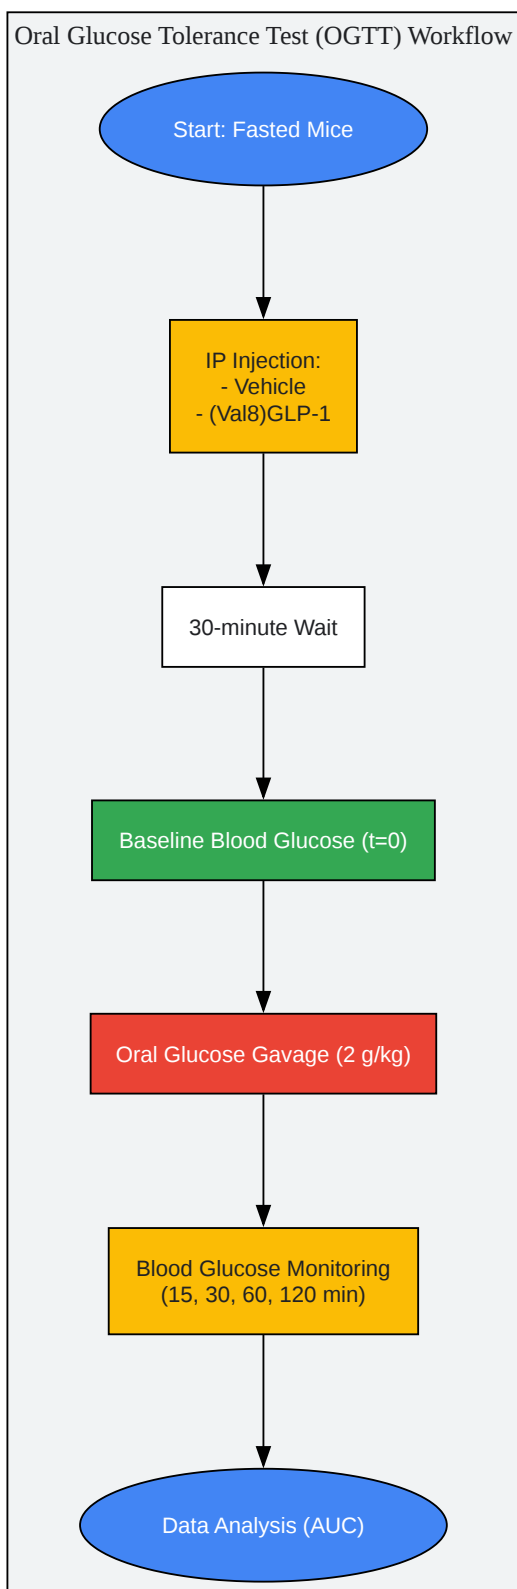 Oral Glucose Tolerance Test (OGTT) Workflow
Start: Fasted Mice
IP Injection:
- Vehicle
- (Val8)GLP-1
30-minute Wait
Baseline Blood Glucose (t=0)
Oral Glucose Gavage (2 g/kg)
Blood Glucose Monitoring
(15, 30, 60, 120 min)
Data Analysis (AUC)